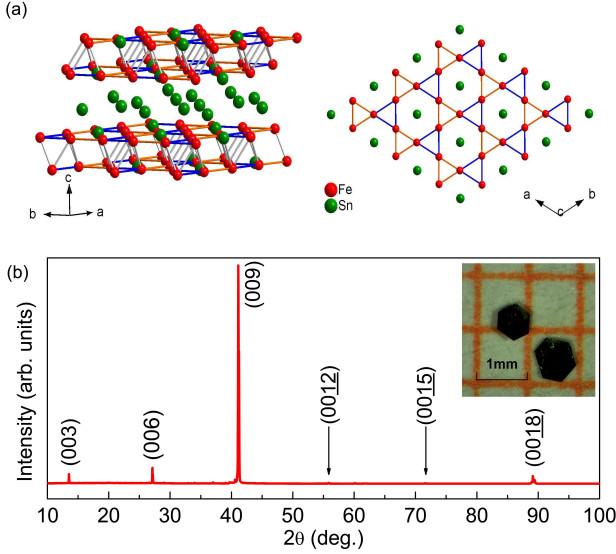 (a)
c
b
a
Fe
Sn
a
c
b
(b)
Intensity (arb. units)
(003)
(006)
(009)
(0012)
(0015)
(0018)
1mm
10 20 30 40 50 60 70 80 90 100
2θ (deg.)